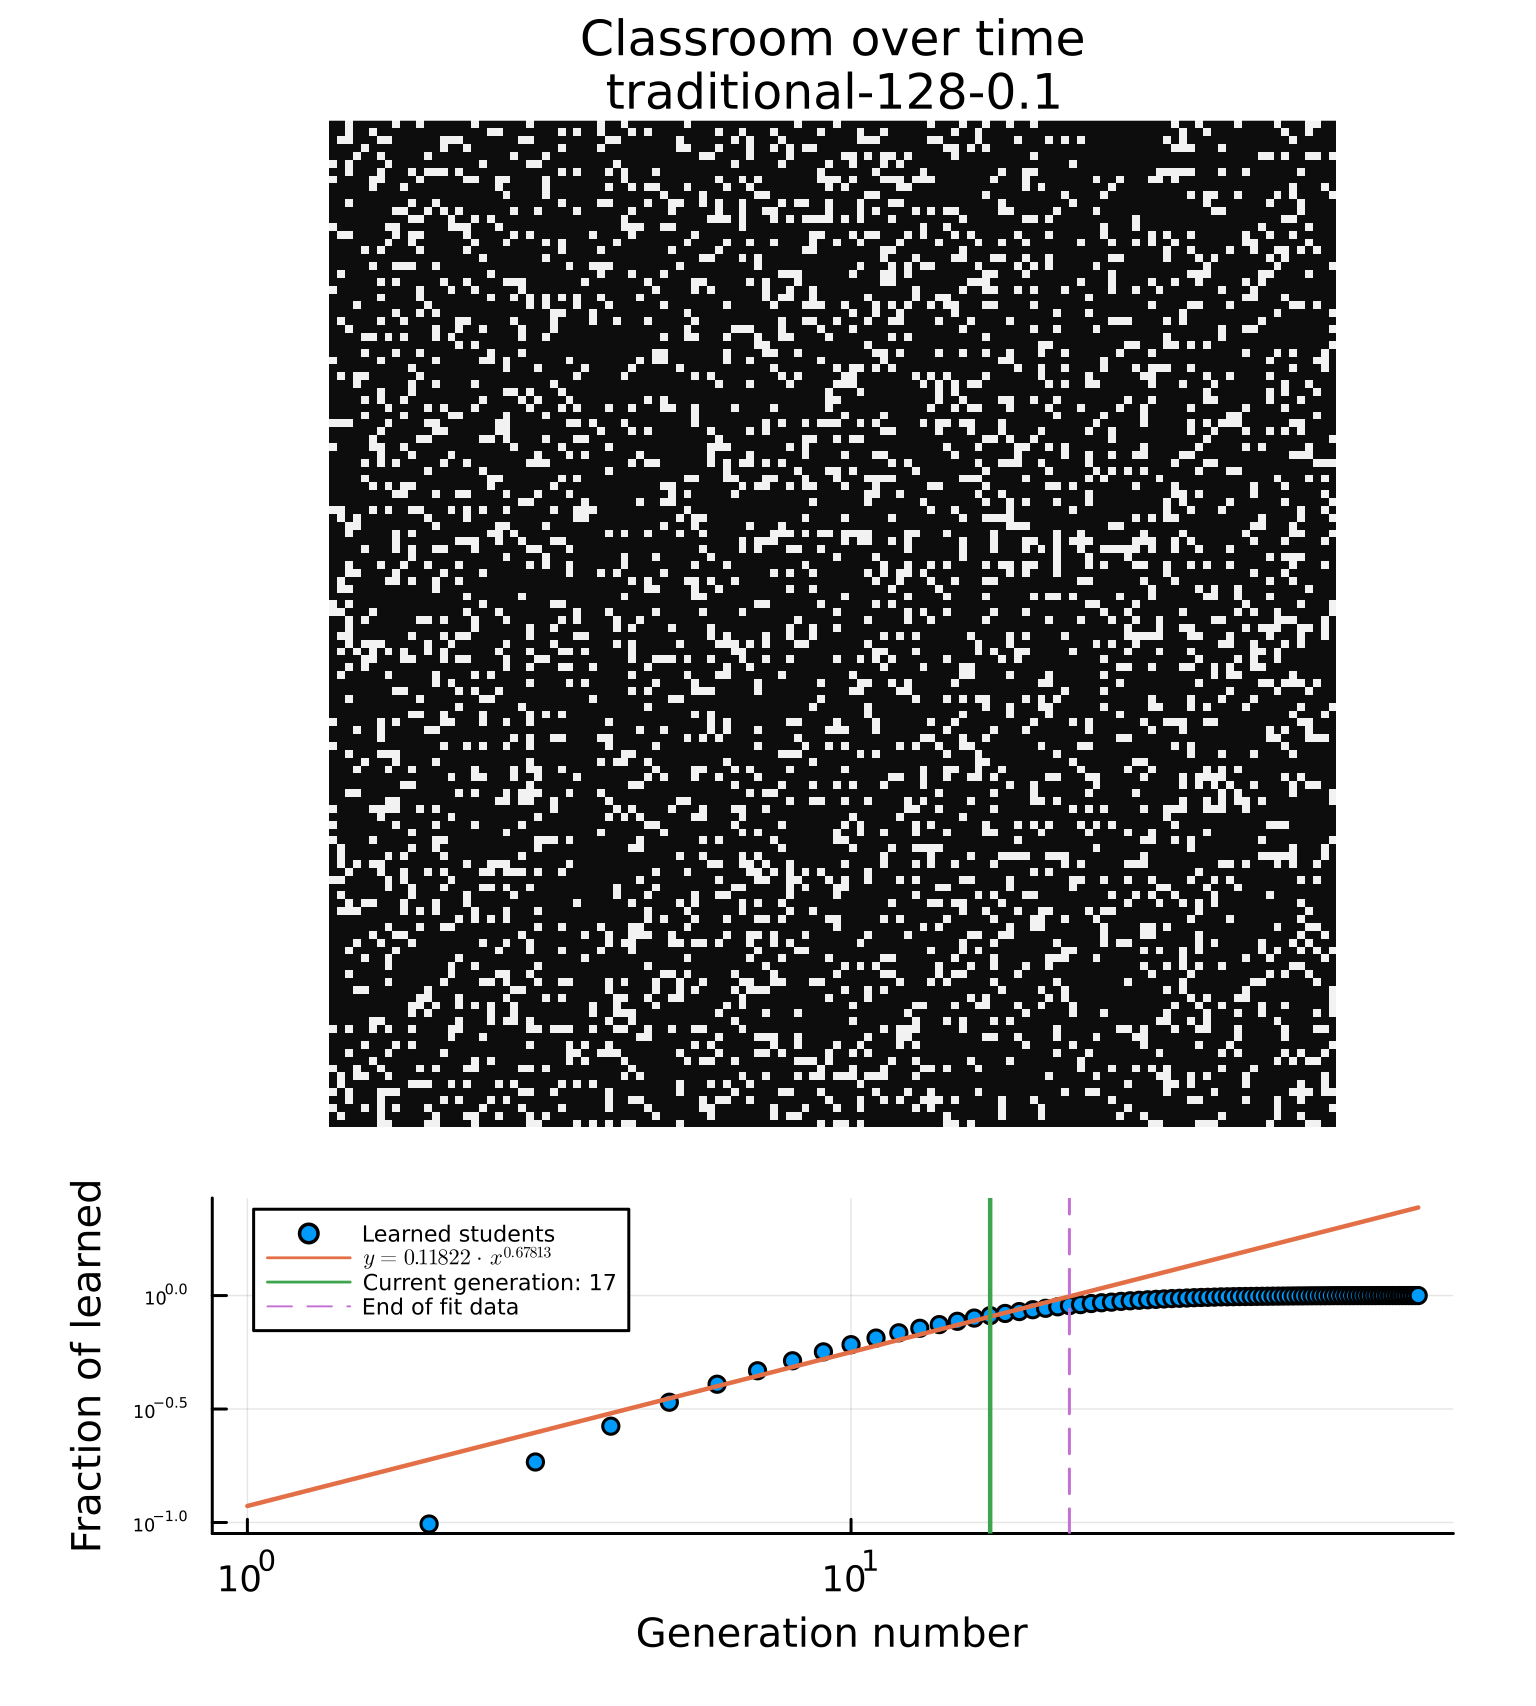 Classroom over time
traditional-128-0.1
Fraction of learned
Learned students
y = 0.11822 · x^0.67813
Current generation: 17
End of fit data
10^0.0
10^−0.5
10^−1.0
10^0
10^1
Generation number